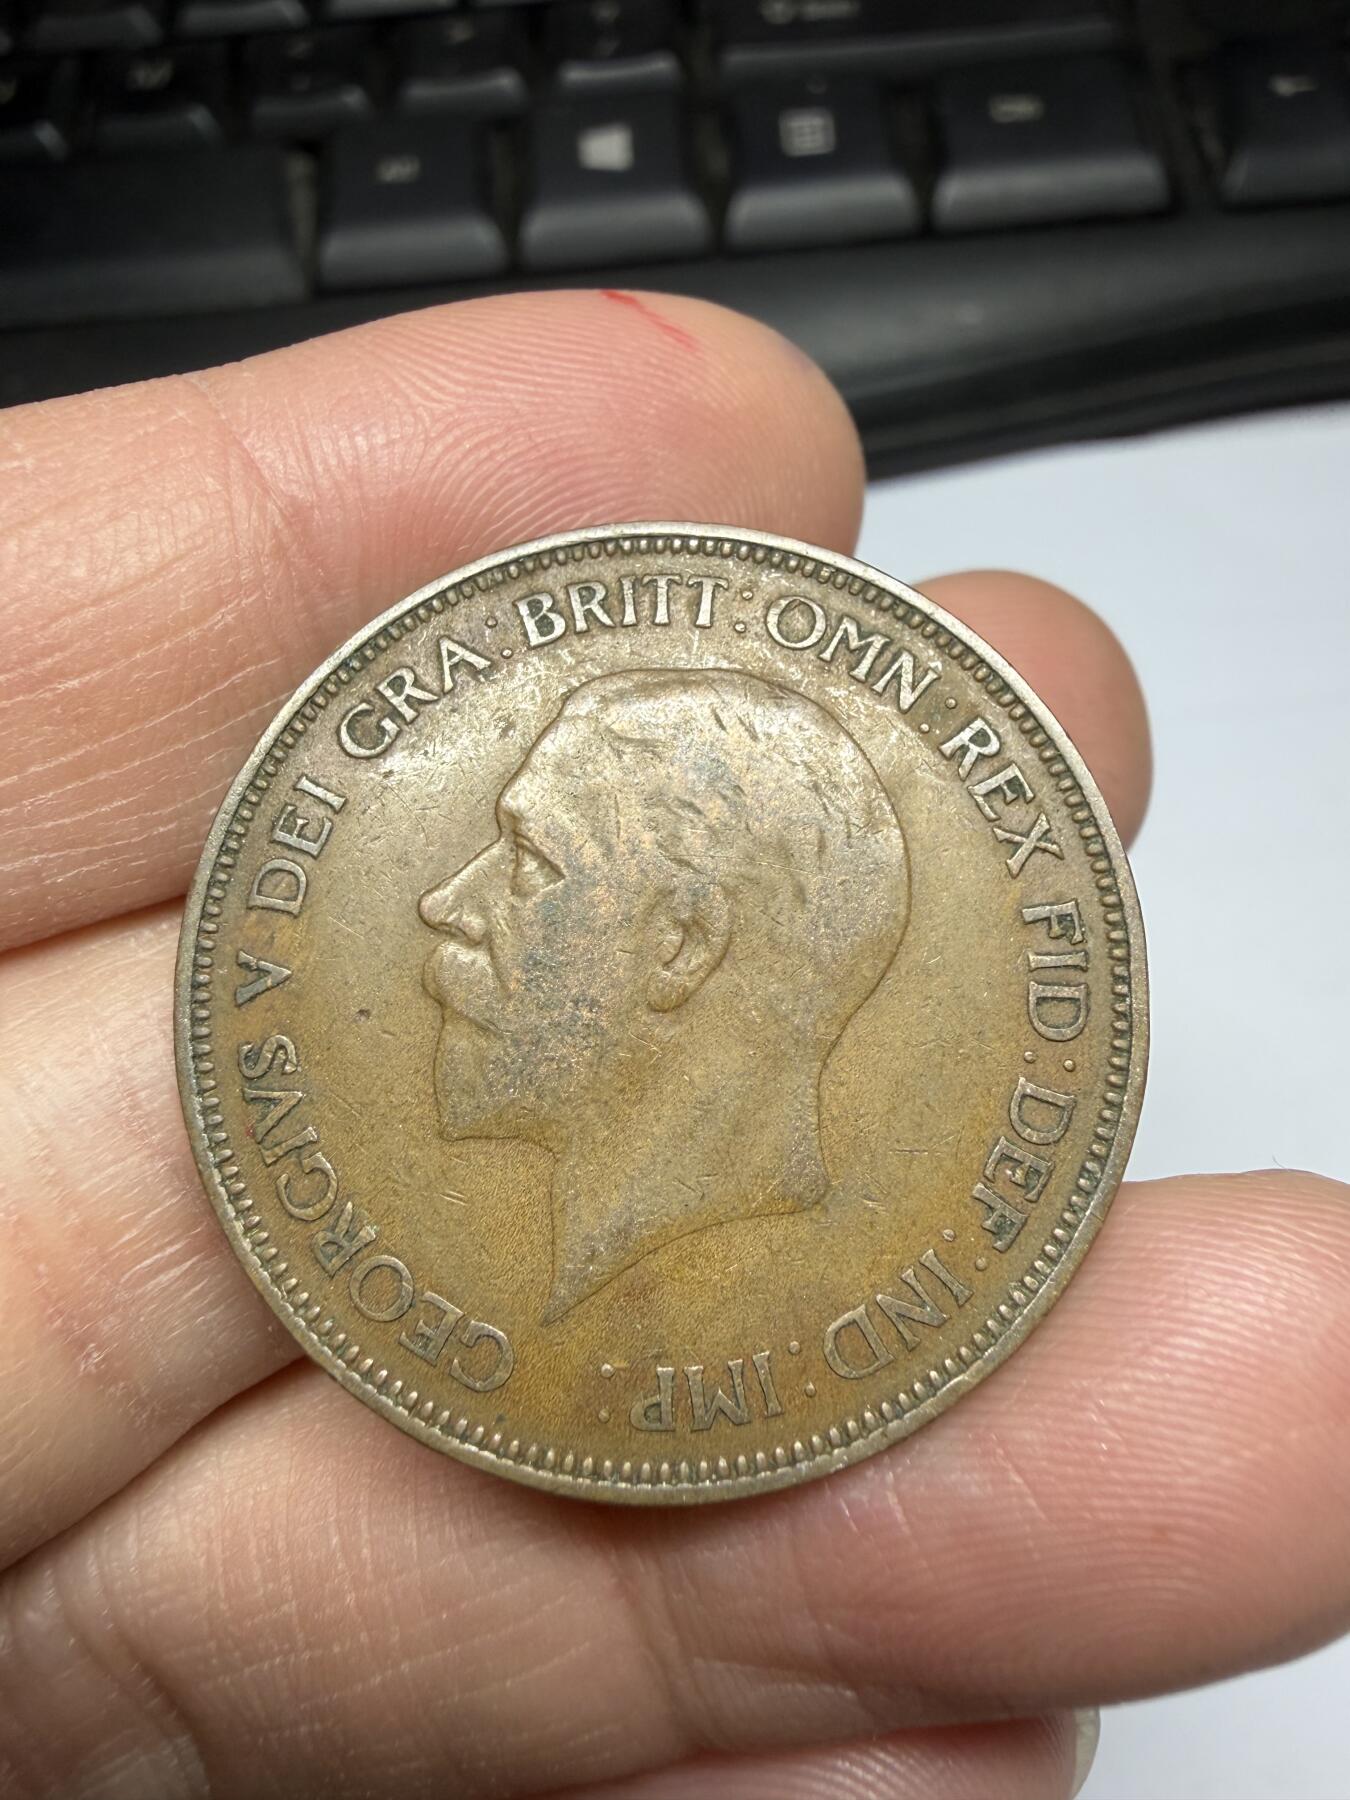 GEORGIVS V DEI GRA: BRITT: OMN: REX FID: DEF: IND: IMP: